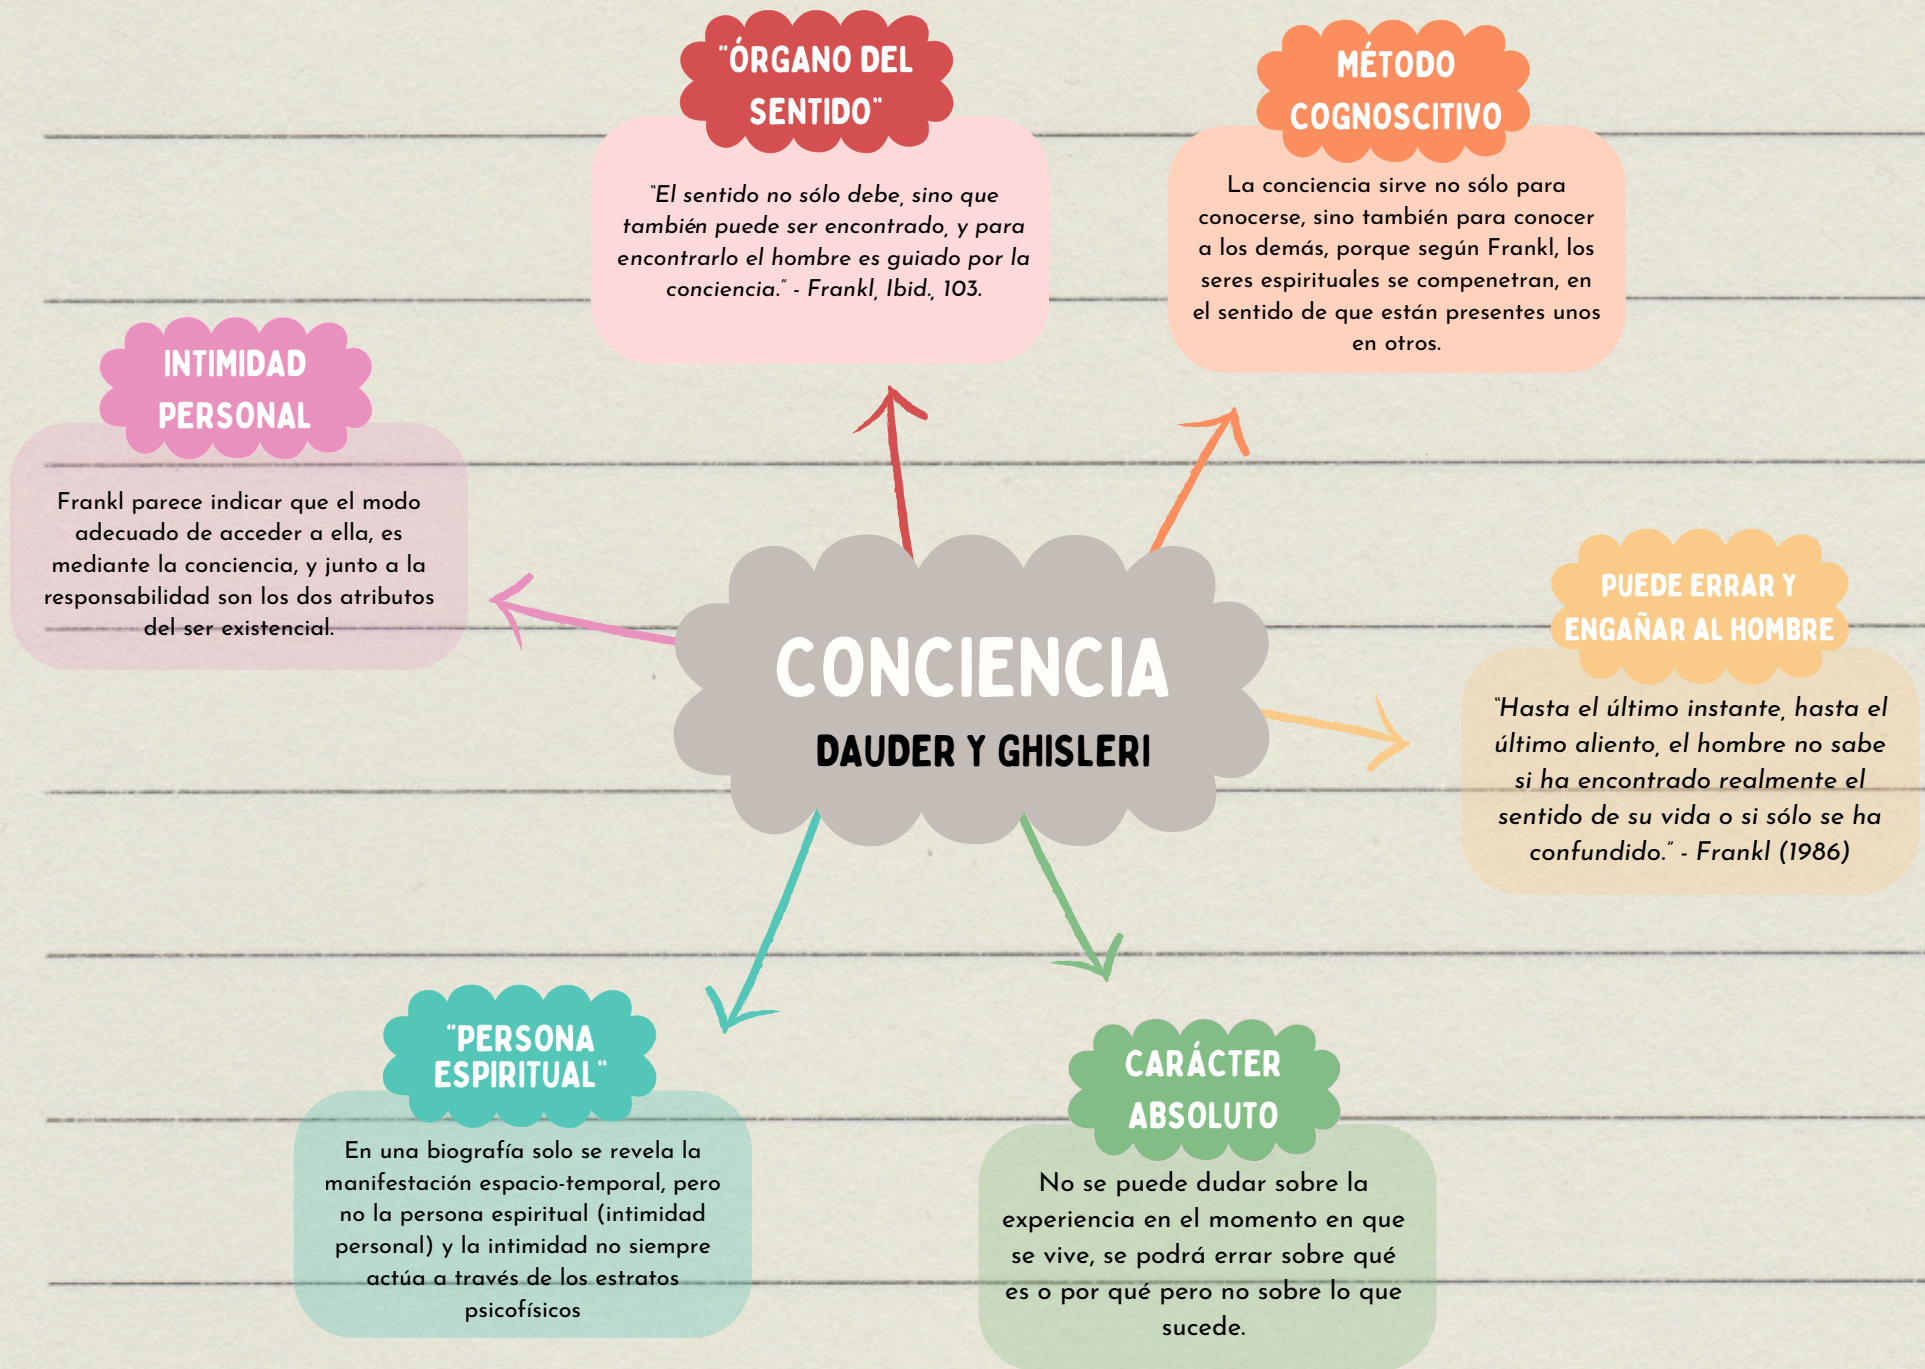 "ÓRGANO DEL
SENTIDO"
"El sentido no sólo debe, sino que
también puede ser encontrado, y para
encontrarlo el hombre es guiado por la
conciencia." - Frankl, Ibid., 103.
MÉTODO
COGNOSCITIVO
La conciencia sirve no sólo para
conocerse, sino también para conocer
a los demás, porque según Frankl, los
seres espirituales se compenetran, en
el sentido de que están presentes unos
en otros.
INTIMIDAD
PERSONAL
Frankl parece indicar que el modo
adecuado de acceder a ella, es
mediante la conciencia, y junto a la
responsabilidad son los dos atributos
del ser existencial.
CONCIENCIA
DAUDER Y GHISLERI
PUEDE ERRAR Y
ENGAÑAR AL HOMBRE
"Hasta el último instante, hasta el
último aliento, el hombre no sabe
si ha encontrado realmente el
sentido de su vida o si sólo se ha
confundido." - Frankl (1986)
"PERSONA
ESPIRITUAL"
En una biografía solo se revela la
manifestación espacio-temporal, pero
no la persona espiritual (intimidad
personal) y la intimidad no siempre
actúa a través de los estratos
psicofísicos
CARÁCTER
ABSOLUTO
No se puede dudar sobre la
experiencia en el momento en que
se vive, se podrá errar sobre qué
es o por qué pero no sobre lo que
sucede.